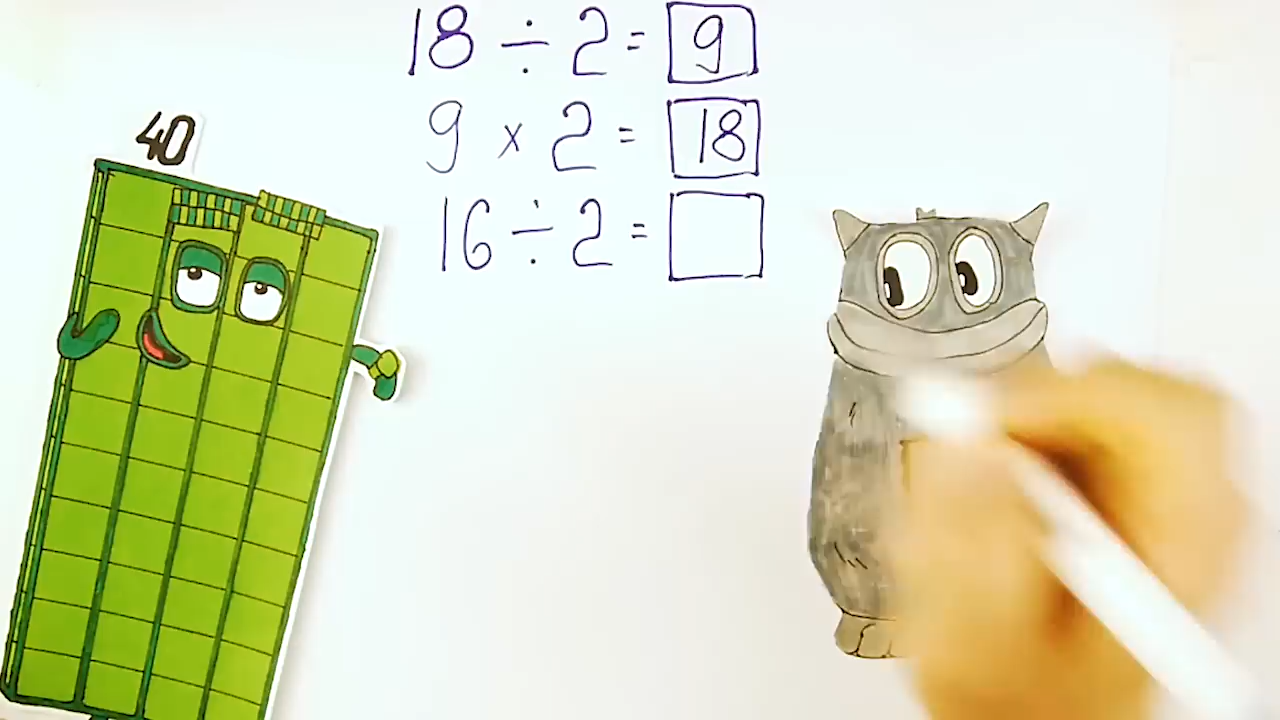 18 ÷ 2 = 9
9 x 2 = 18
16 ÷ 2 =
40